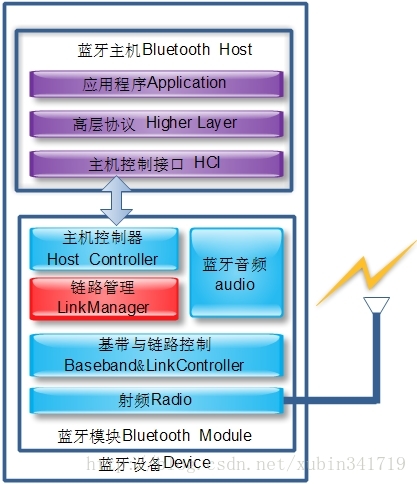 蓝牙主机Bluetooth Host
应用程序Application
高层协议 Higher Layer
主机控制接口 HCI
主机控制器
Host Controller
蓝牙音频
audio
链路管理
LinkManager
基带与链路控制
Baseband&LinkController
射频Radio
蓝牙模块Bluetooth Module
蓝牙设备Device
csdn.net/xubin341719